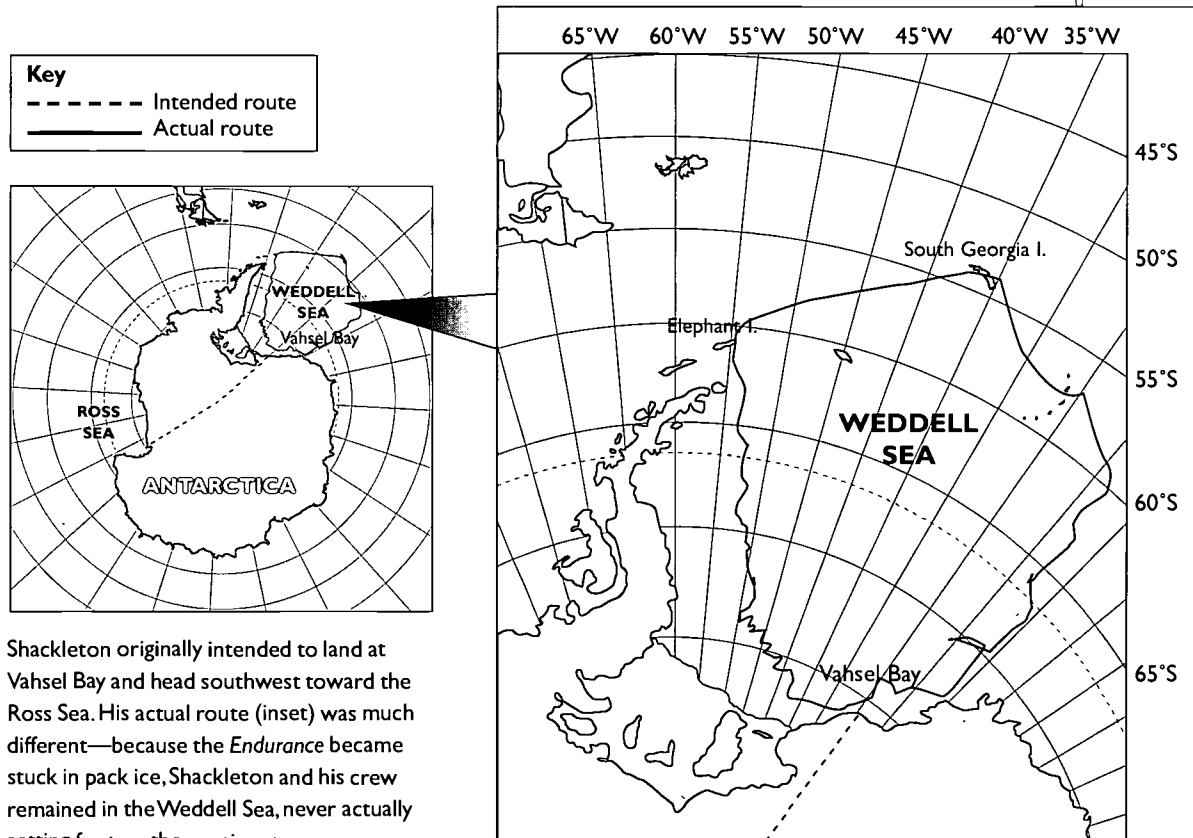 Key
Intended route
Actual route
WEDDELL
SEA
Vahsel Bay
ROSS
SEA
ANTARCTICA
Shackleton originally intended to land at
Vahsel Bay and head southwest toward the
Ross Sea. His actual route (inset) was much
different—because the Endurance became
stuck in pack ice, Shackleton and his crew
remained in the Weddell Sea, never actually
65°W 60°W 55°W 50°W 45°W 40°W 35°W
45°S
South Georgia I.
50°S
Elephant I.
55°S
WEDDELL
SEA
60°S
Vahsel Bay
65°S